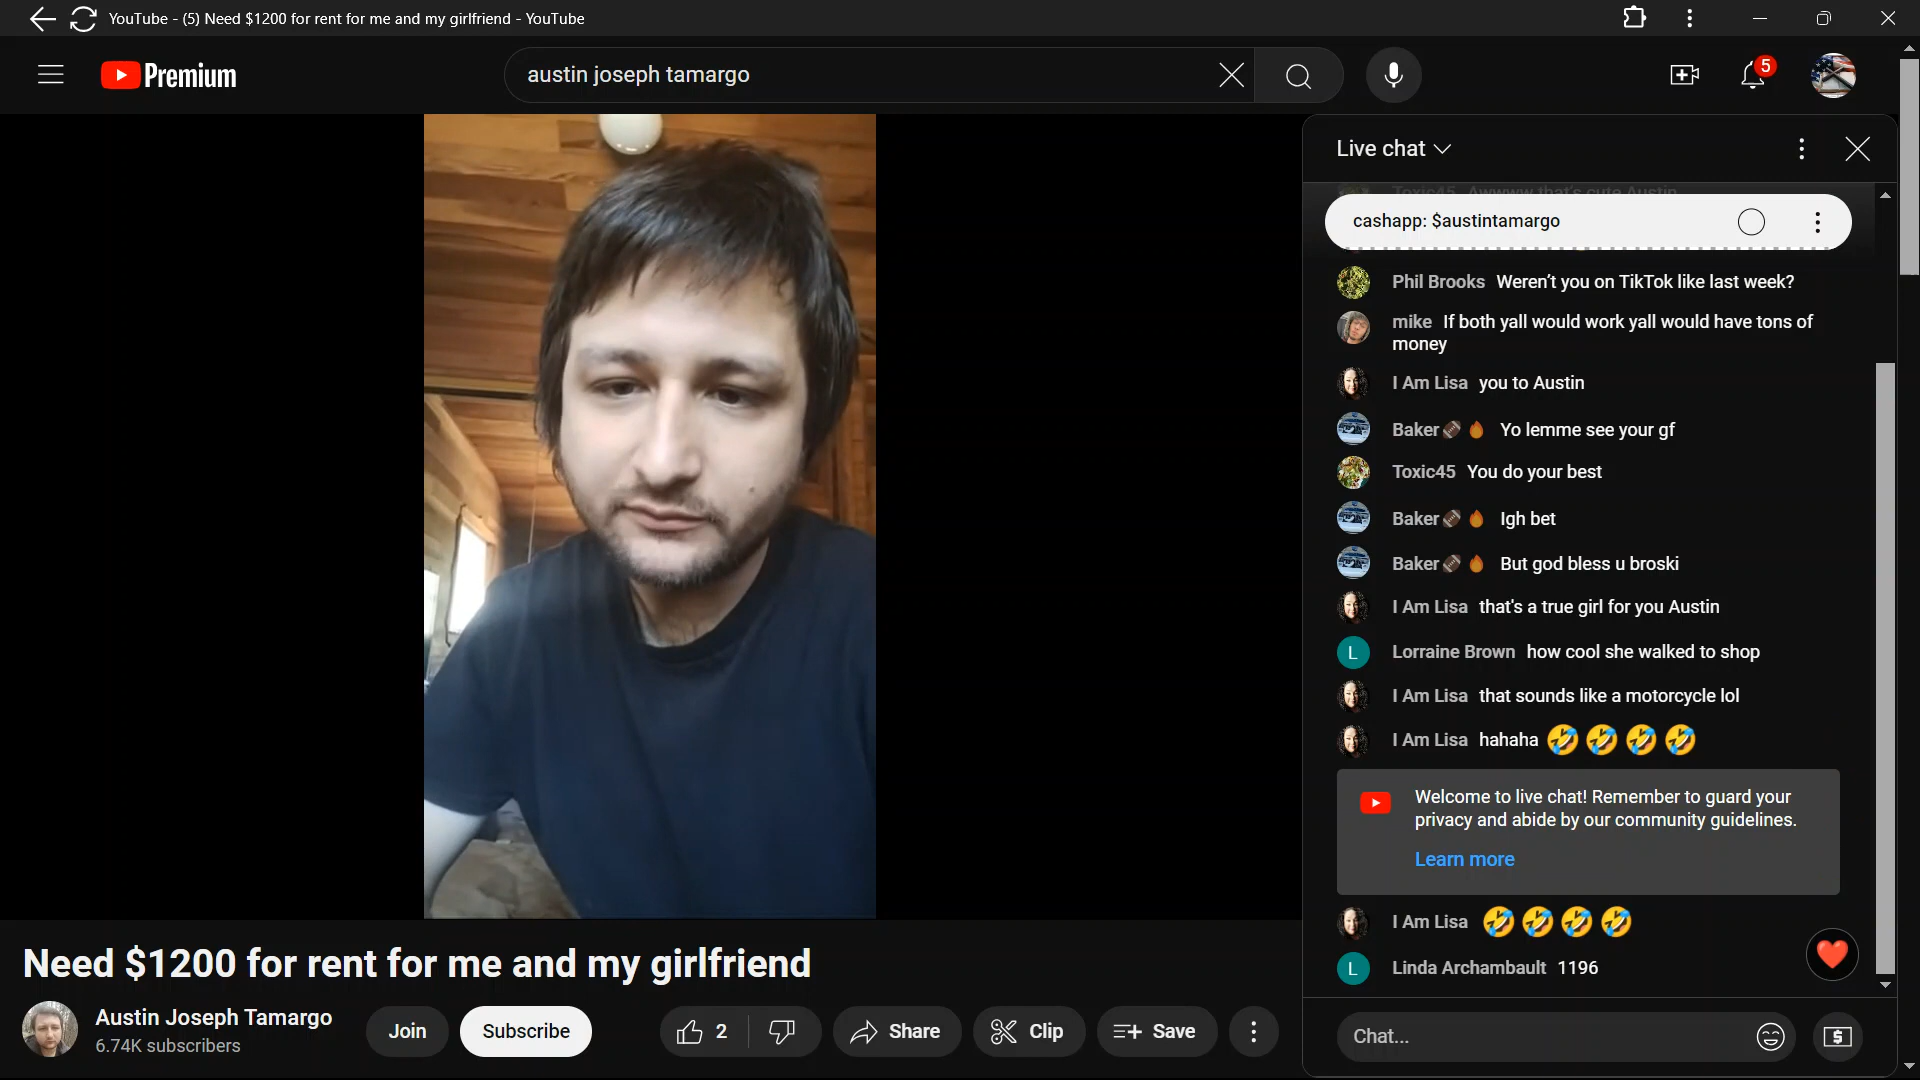 YouTube - (5) Need $1200 for rent for me and my girlfriend - YouTube
Premium
austin joseph tamargo
5
Live chat
Toxic45 Awwww that's cute Austin
cashapp: $austintamargo
Phil Brooks Weren't you on TikTok like last week?
mike If both yall would work yall would have tons of
money
I Am Lisa you to Austin
Baker🏈🔥 Yo lemme see your gf
Toxic45 You do your best
Baker🏈🔥 Igh bet
Baker🏈🔥 But god bless u broski
I Am Lisa that's a true girl for you Austin
L Lorraine Brown how cool she walked to shop
I Am Lisa that sounds like a motorcycle lol
I Am Lisa hahaha 🤣🤣🤣🤣
Welcome to live chat! Remember to guard your
privacy and abide by our community guidelines.
Learn more
I Am Lisa 🤣🤣🤣🤣
L Linda Archambault 1196
Chat...
Need $1200 for rent for me and my girlfriend
Austin Joseph Tamargo
6.74K subscribers
Join
Subscribe
2
Share
Clip
Save